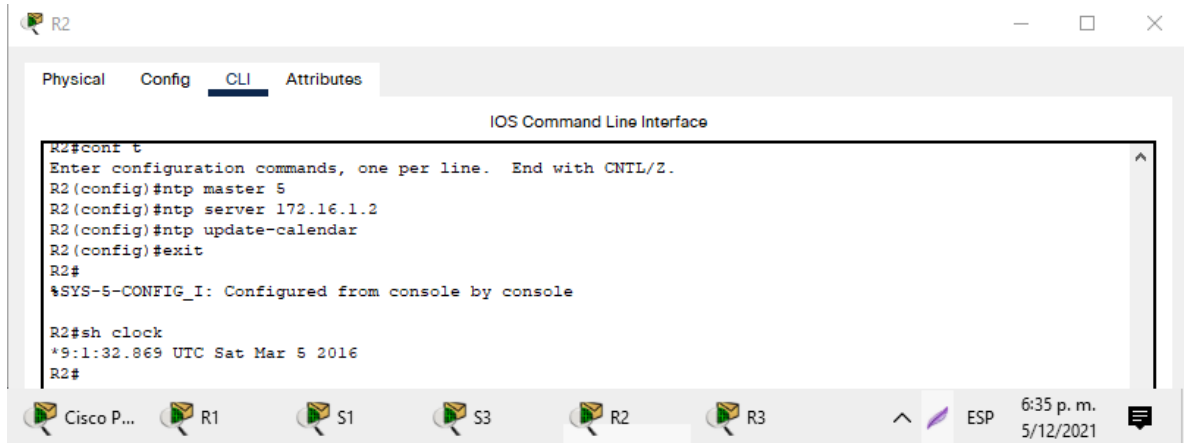 R2
Physical Config CLI Attributes
IOS Command Line Interface
R2#conf t
Enter configuration commands, one per line.  End with CNTL/Z.
R2(config)#ntp master 5
R2(config)#ntp server 172.16.1.2
R2(config)#ntp update-calendar
R2(config)#exit
R2#
%SYS-5-CONFIG_I: Configured from console by console
R2#sh clock
*9:1:32.869 UTC Sat Mar 5 2016
R2#
Cisco P... R1 S1 S3 R2 R3 ESP 6:35 p. m.
5/12/2021